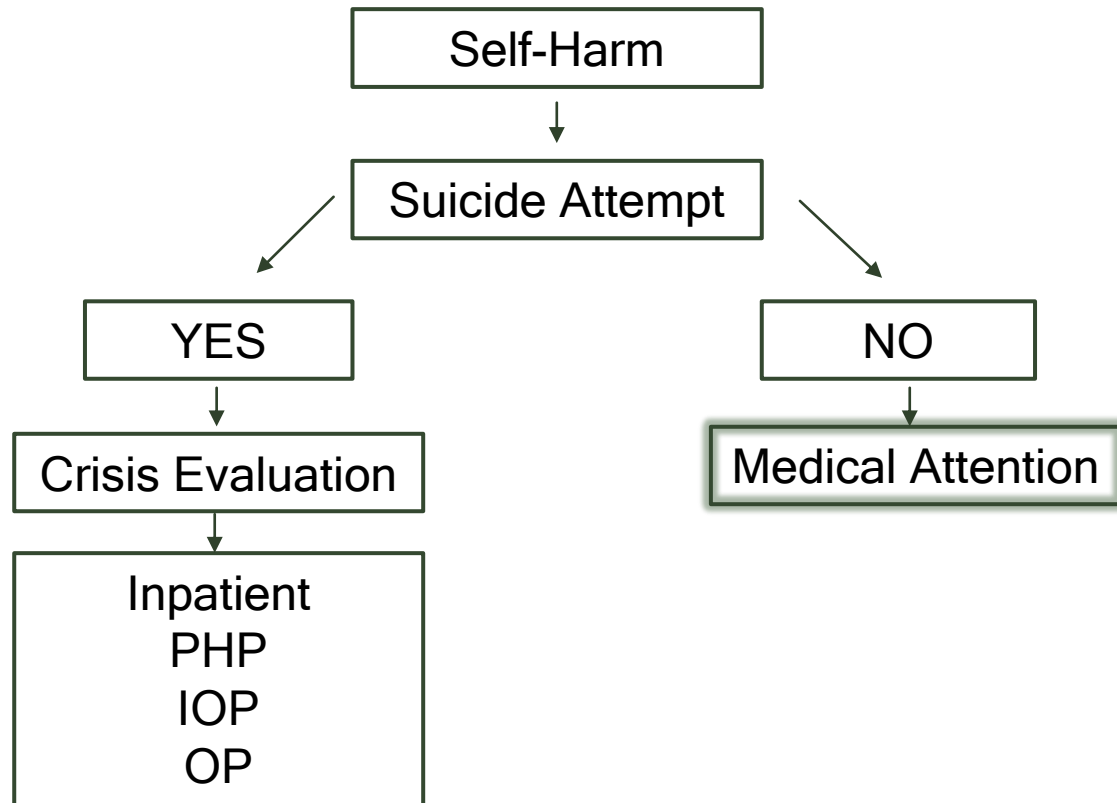 Self-Harm
Suicide Attempt
YES
NO
Crisis Evaluation
Medical Attention
Inpatient
PHP
IOP
OP